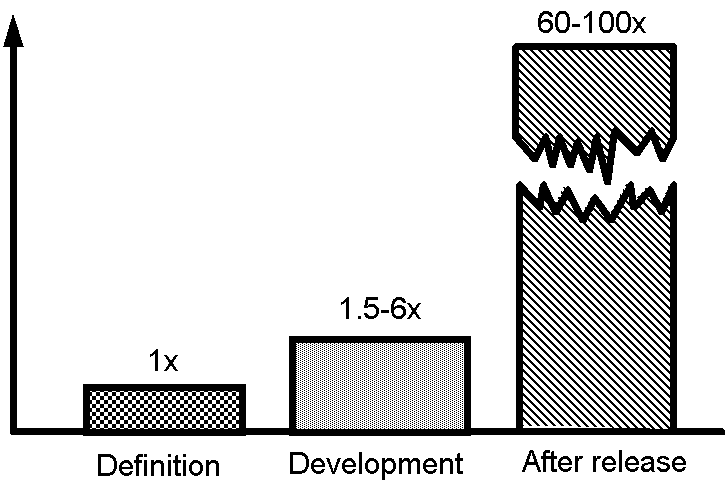 60-100x
1.5-6x
1x
Definition
Development
After release